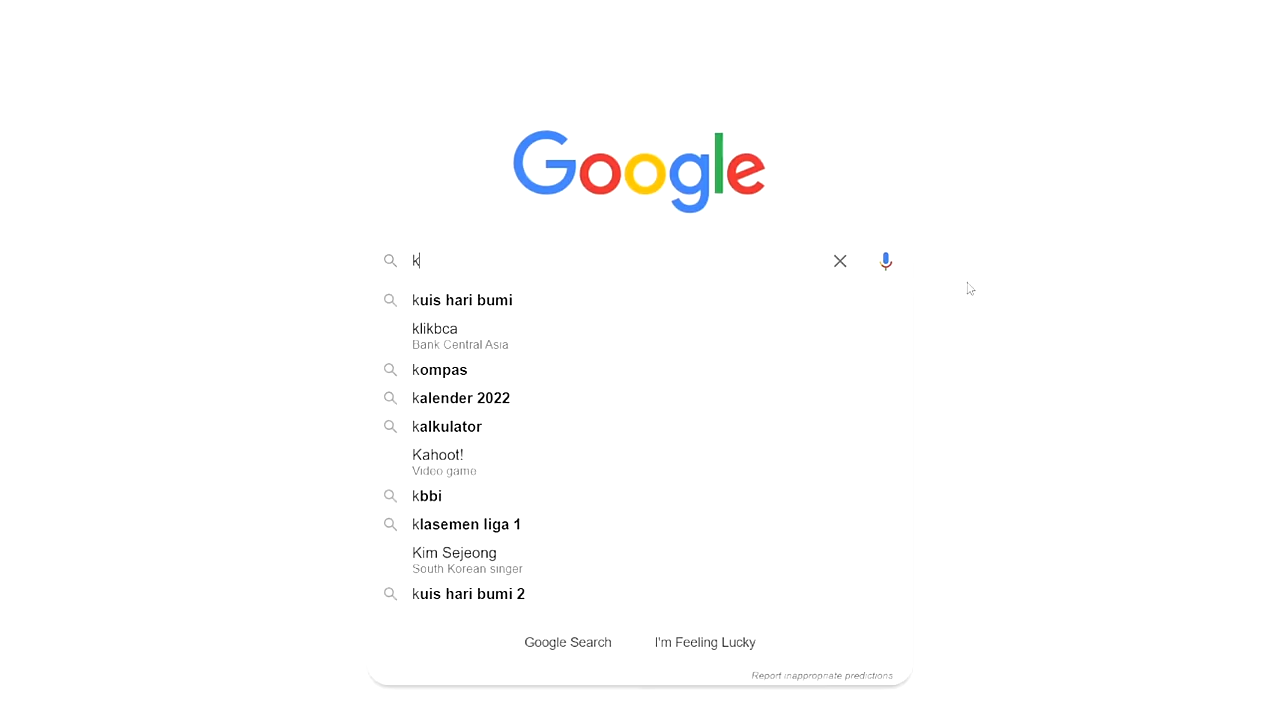 Google
k
kuis hari bumi
klikbca
Bank Central Asia
kompas
kalender 2022
kalkulator
Kahoot!
Video game
kbbi
klasemen liga 1
Kim Sejeong
South Korean singer
kuis hari bumi 2
Google Search
I'm Feeling Lucky
Report inappropriate predictions